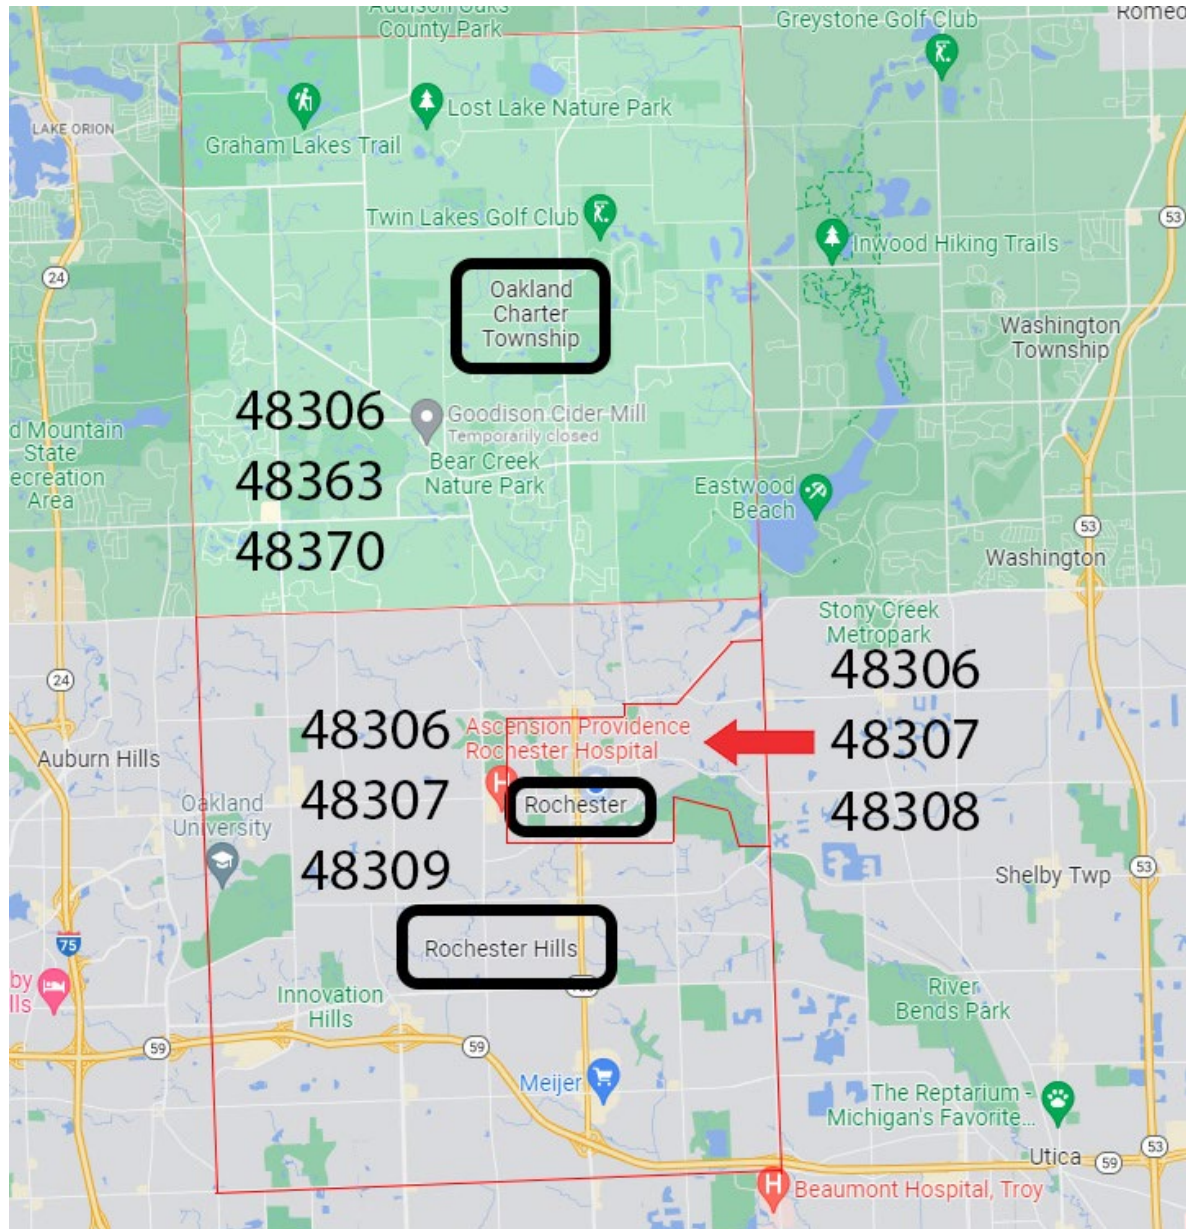 Addison Oaks
County Park
Greystone Golf Club
Romeo
LAKE ORION
Lost Lake Nature Park
Graham Lakes Trail
Twin Lakes Golf Club
53
Inwood Hiking Trails
24
Oakland
Charter
Township
Washington
Township
48306
Goodison Cider Mill
Temporarily closed
d Mountain
State
ecreation
Area
48363
Bear Creek
Nature Park
Eastwood
Beach
53
48370
Washington
Stony Creek
Metropark
24
48306
48306
Ascension Providence
Rochester Hospital
48307
Auburn Hills
Oakland
University
48307
H
Rochester
48308
48309
Shelby Twp
53
75
Rochester Hills
by
lls
Innovation
Hills
River
Bends Park
59
59
Meijer
The Reptarium -
Michigan's Favorite...
Utica
59
53
H
Beaumont Hospital, Troy